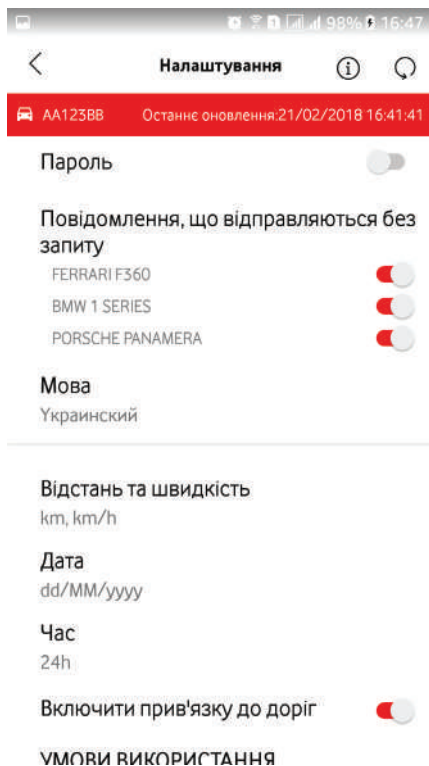 98% 16:47
Налаштування
AA123BB Останнє оновлення:21/02/2018 16:41:41
Пароль
Повідомлення, що відправляються без
запиту
FERRARI F360
BMW 1 SERIES
PORSCHE PANAMERA
Мова
Украинский
Відстань та швидкість
km, km/h
Дата
dd/MM/yyyy
Час
24h
Включити прив'язку до доріг
УМОВИ ВИКОРИСТАННЯ